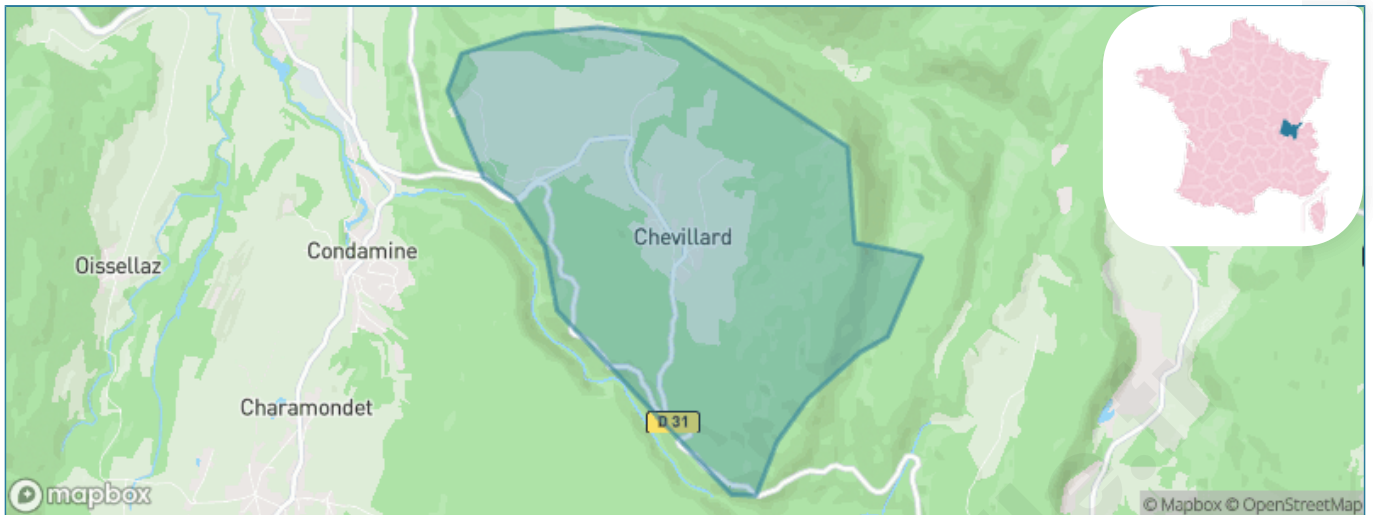 Chevillard
Condamine
Oissellaz
Charamondet
D 31
mapbox
© Mapbox © OpenStreetMap